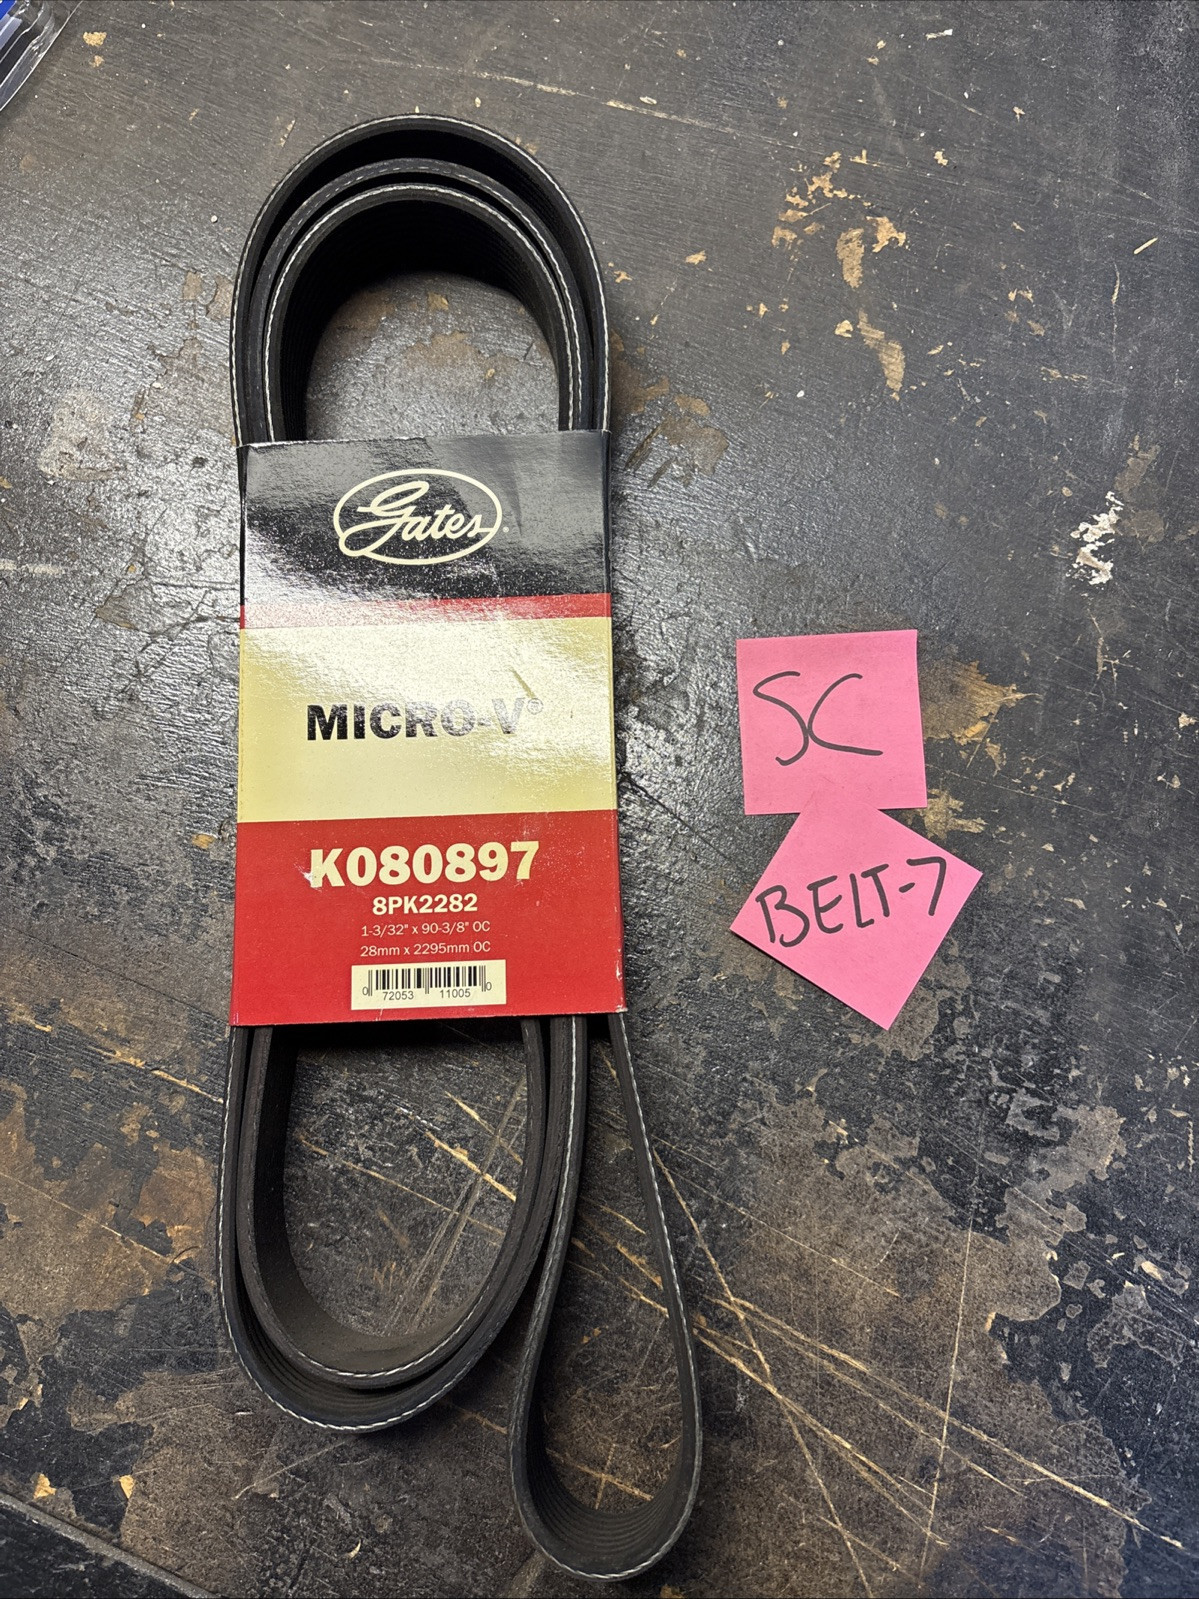 Gates
MICRO-V®
K080897
8PK2282
1-3/32" x 90-3/8" OC
28mm x 2295mm OC
0 72053 11005 0
SC
BELT-7